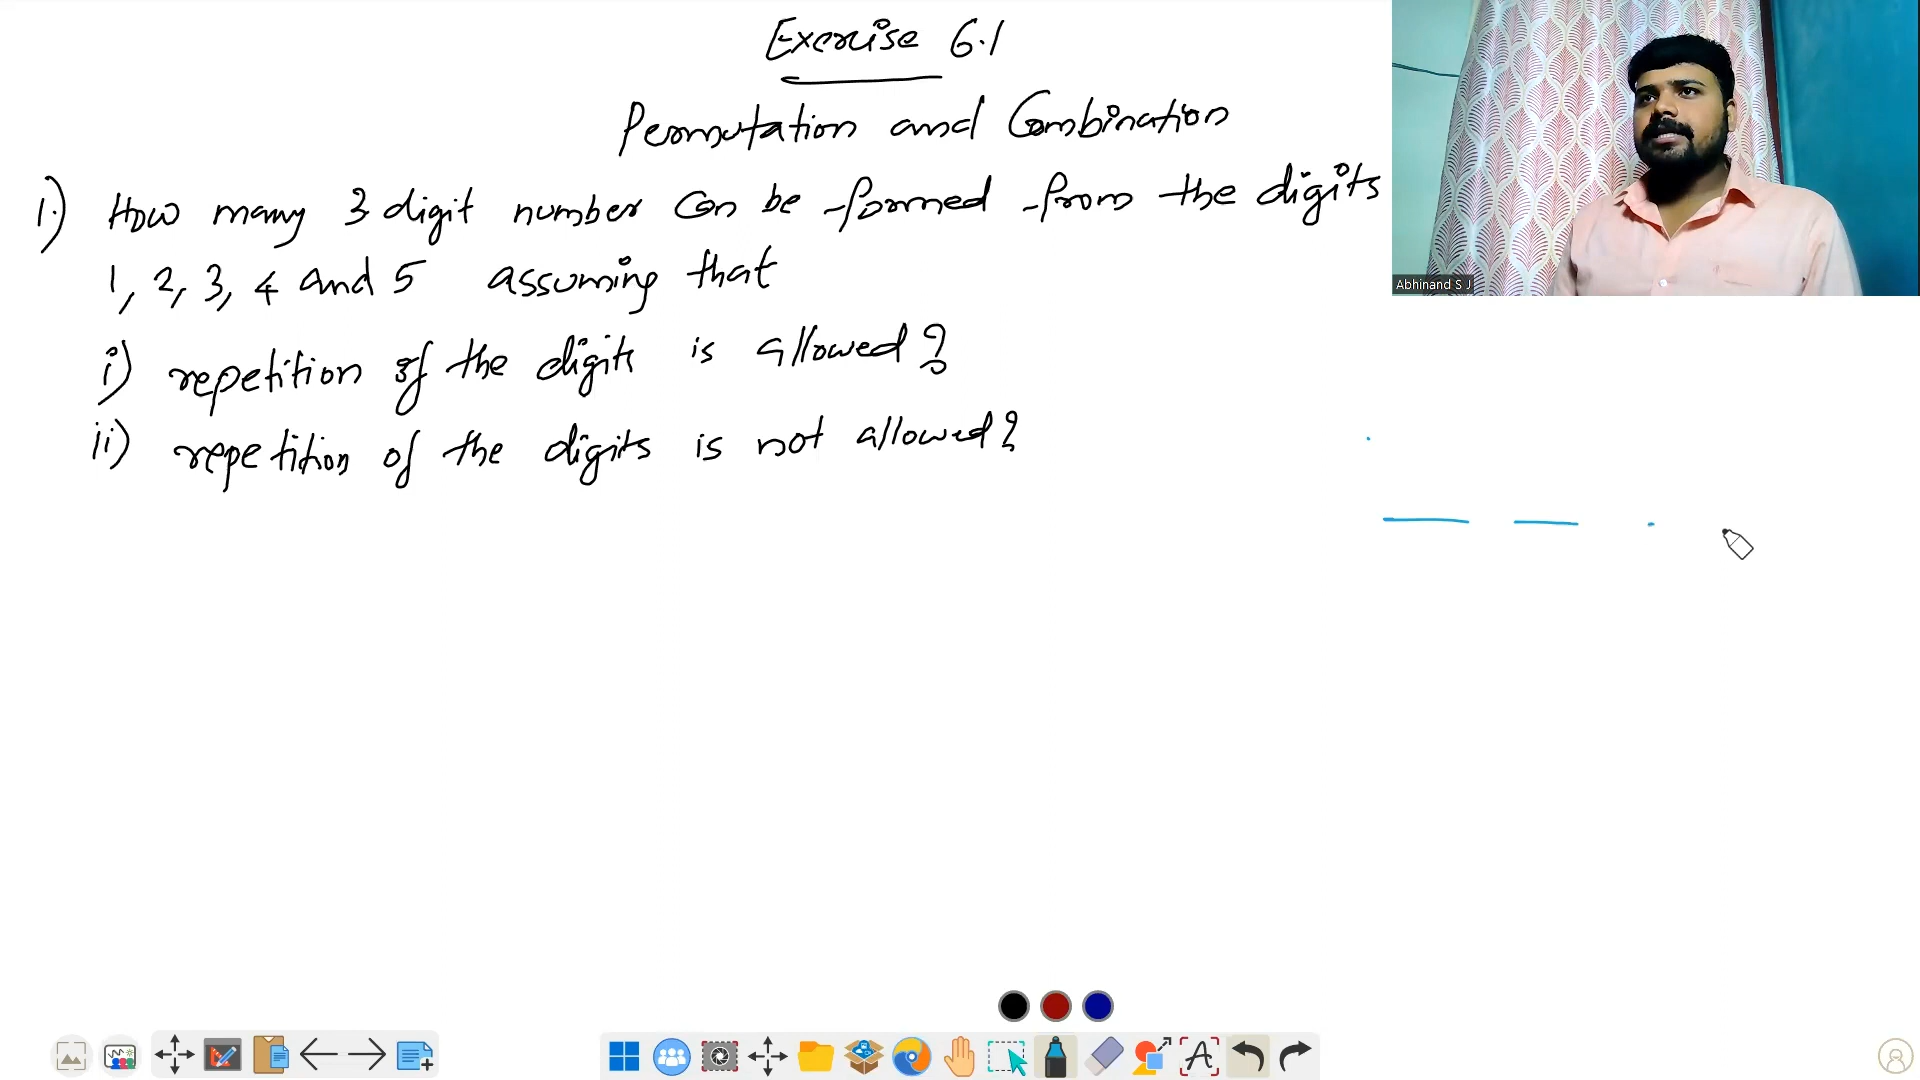 Exercise 6.1
Permutation and Combination
1.) How many 3 digit number can be formed from the digits
1, 2, 3, 4 and 5 assuming that
i) repetition of the digits is allowed?
ii) repetition of the digits is not allowed?
Abhinand S J